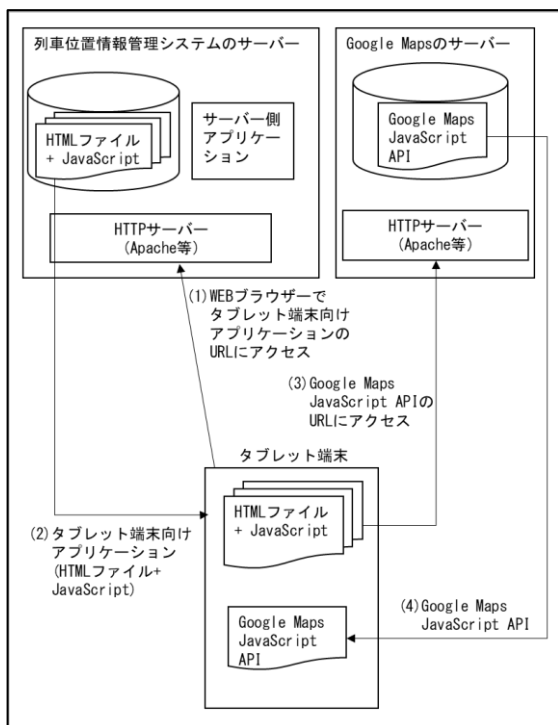 列車位置情報管理システムのサーバー
HTMLファイル
+ JavaScript
サーバー側
アプリケー
ション
HTTPサーバー
(Apache等)
Google Mapsのサーバー
Google Maps
JavaScript
API
HTTPサーバー
(Apache等)
(1)WEBブラウザーで
タブレット端末向け
アプリケーションの
URLにアクセス
(3)Google Maps
JavaScript APIの
URLにアクセス
タブレット端末
HTMLファイル
+ JavaScript
(2)タブレット端末向け
アプリケーション
(HTMLファイル+
JavaScript)
Google Maps
JavaScript
API
(4)Google Maps
JavaScript API